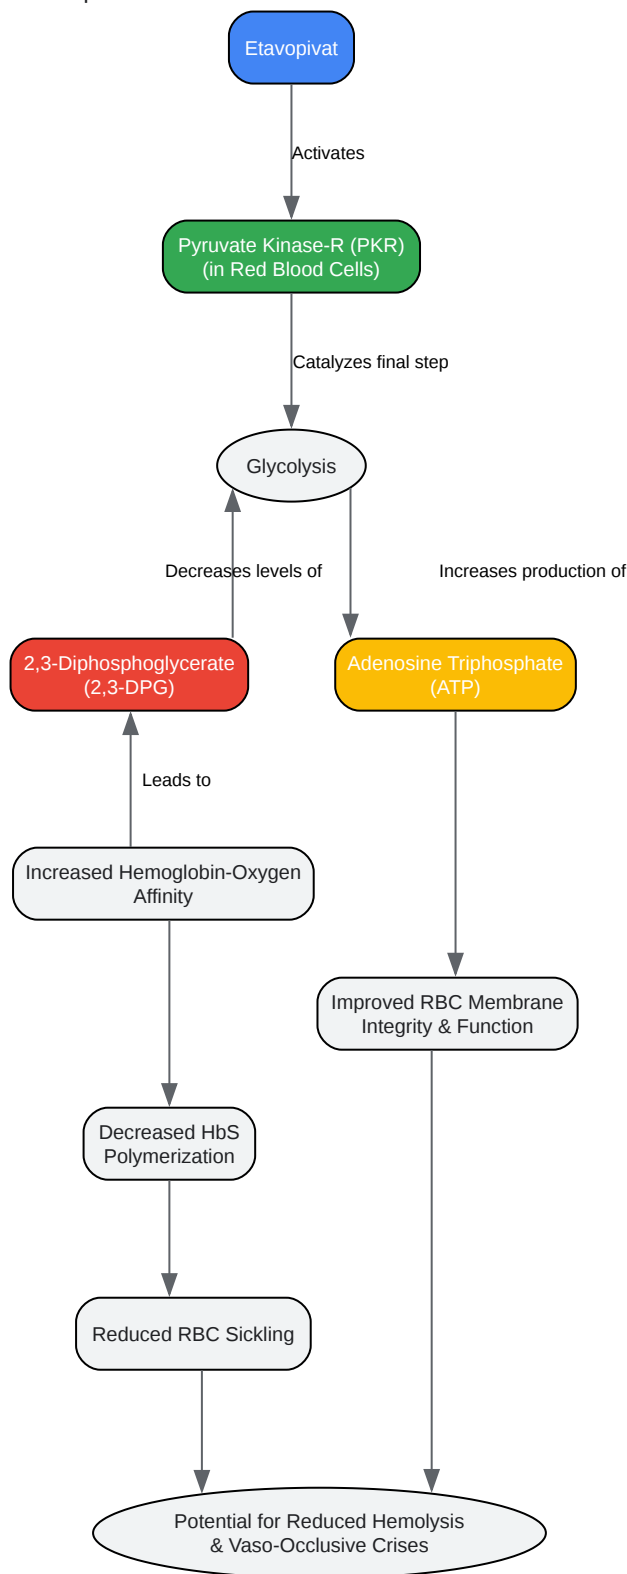 Etavopivat
Activates
Pyruvate Kinase-R (PKR)
(in Red Blood Cells)
Catalyzes final step
Glycolysis
Decreases levels of
Increases production of
2,3-Diphosphoglycerate
(2,3-DPG)
Adenosine Triphosphate
(ATP)
Leads to
Increased Hemoglobin-Oxygen
Affinity
Improved RBC Membrane
Integrity & Function
Decreased HbS
Polymerization
Reduced RBC Sickling
Potential for Reduced Hemolysis
& Vaso-Occlusive Crises